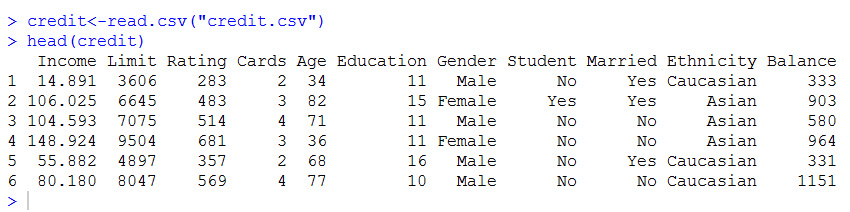 > credit<-read.csv("credit.csv")
> head(credit)
   Income Limit Rating Cards Age Education Gender Student Married Ethnicity Balance
1  14.891  3606    283     2  34        11   Male      No     Yes Caucasian     333
2 106.025  6645    483     3  82        15 Female     Yes     Yes     Asian     903
3 104.593  7075    514     4  71        11   Male      No      No     Asian     580
4 148.924  9504    681     3  36        11 Female      No      No     Asian     964
5  55.882  4897    357     2  68        16   Male      No     Yes Caucasian     331
6  80.180  8047    569     4  77        10   Male      No      No Caucasian    1151
>